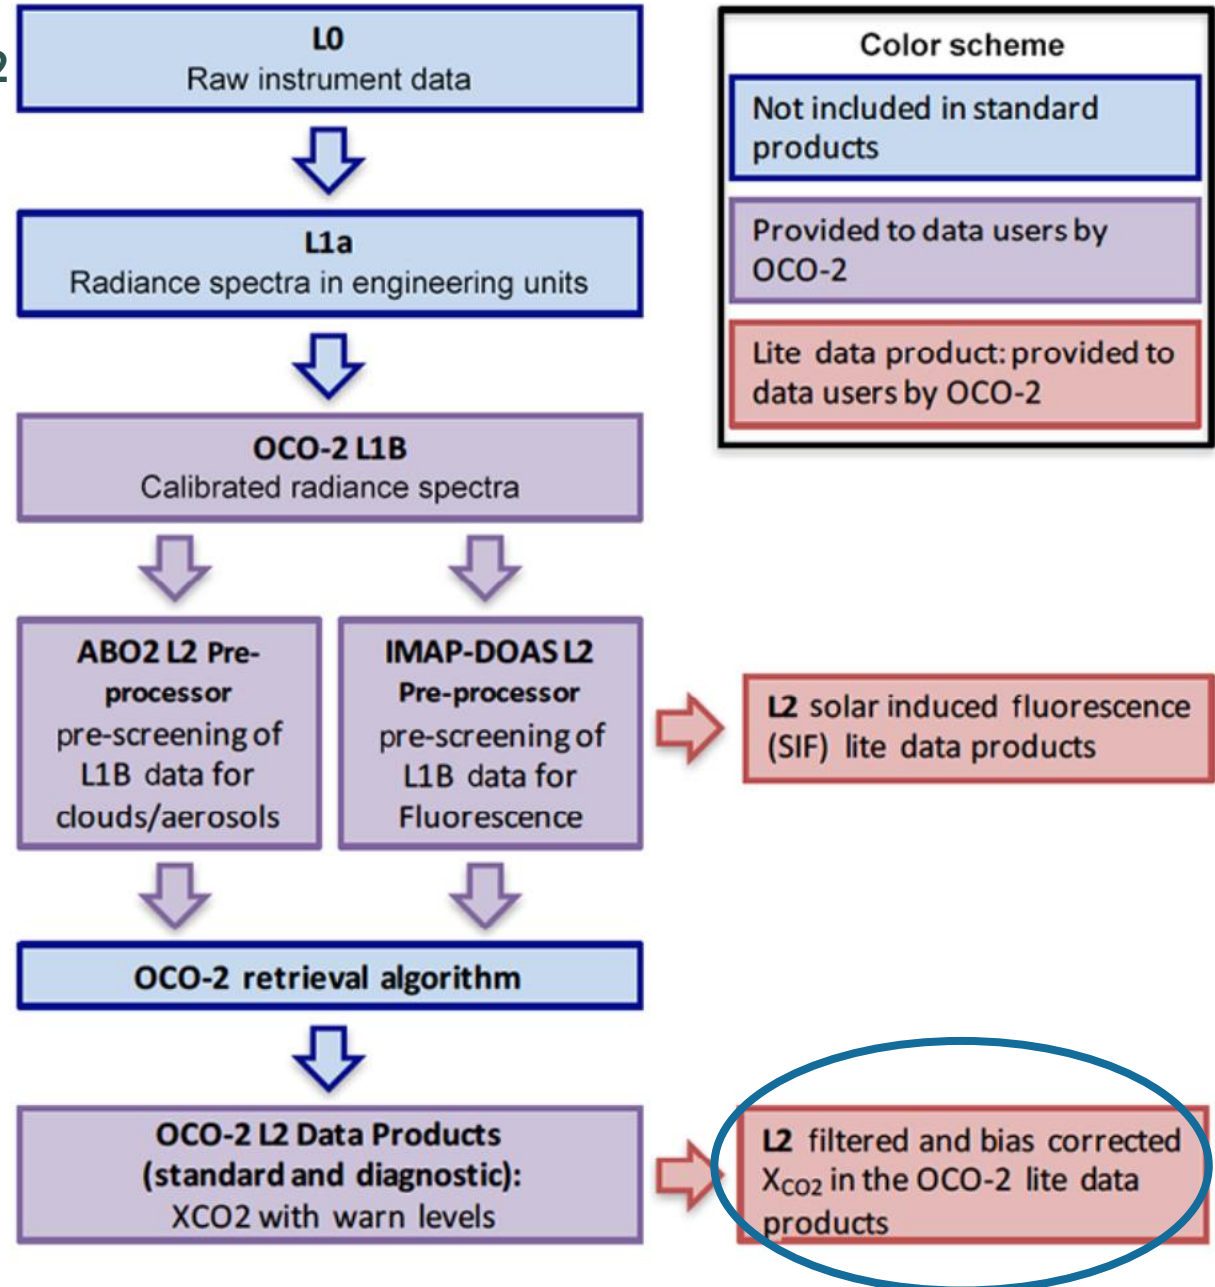 2
L0
Raw instrument data
L1a
Radiance spectra in engineering units
OCO-2 L1B
Calibrated radiance spectra
ABO2 L2 Pre-
processor
pre-screening of
L1B data for
clouds/aerosols
IMAP-DOAS L2
Pre-processor
pre-screening of
L1B data for
Fluorescence
L2 solar induced fluorescence
(SIF) lite data products
OCO-2 retrieval algorithm
OCO-2 L2 Data Products
(standard and diagnostic):
XCO2 with warn levels
L2 filtered and bias corrected
XCO2 in the OCO-2 lite data
products
Color scheme
Not included in standard
products
Provided to data users by
OCO-2
Lite data product: provided to
data users by OCO-2